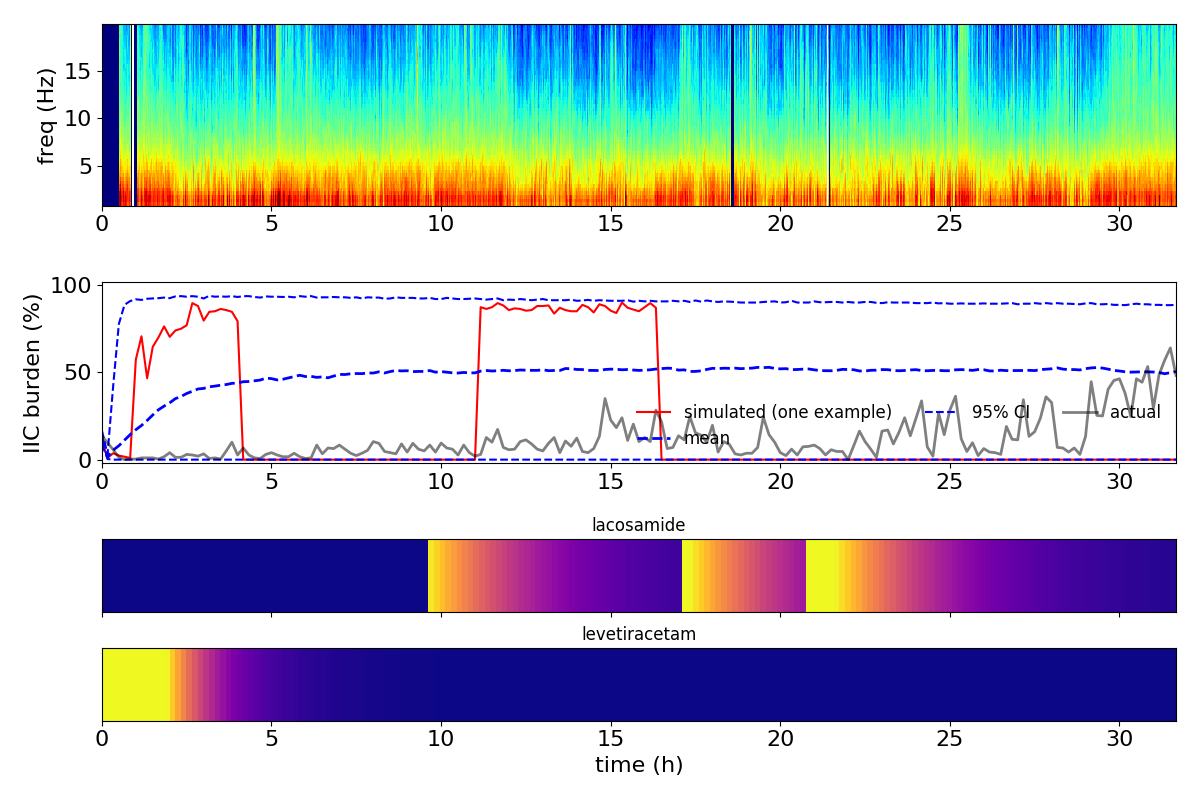 freq (Hz)
15
10
5
0 5 10 15 20 25 30
IIC burden (%)
100
50
0
simulated (one example) 95% CI actual
mean
0 5 10 15 20 25 30
lacosamide
levetiracetam
0 5 10 15 20 25 30
time (h)